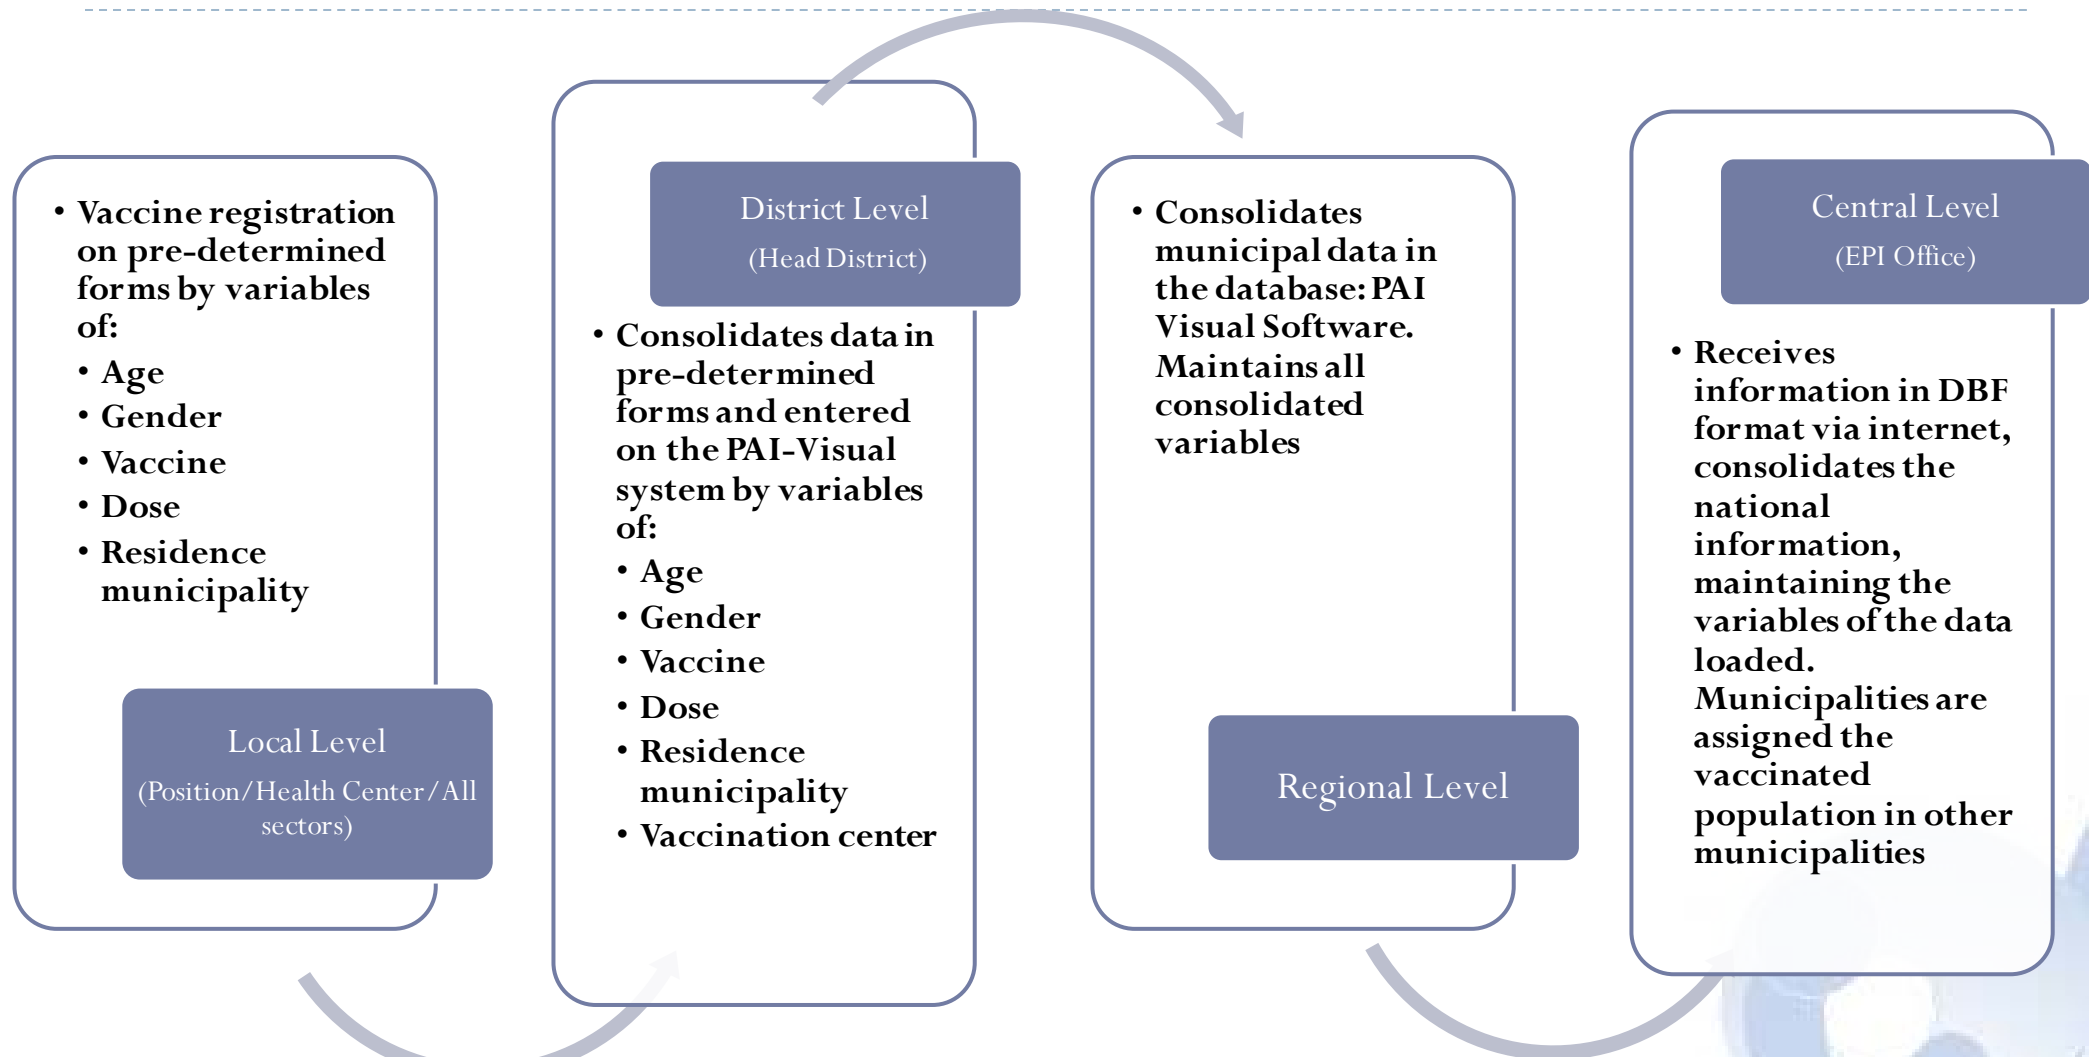 • Vaccine registration
on pre-determined
forms by variables
of:
• Age
• Gender
• Vaccine
• Dose
• Residence
municipality
Local Level
(Position/Health Center/All
sectors)
District Level
(Head District)
• Consolidates data in
pre-determined
forms and entered
on the PAI-Visual
system by variables
of:
• Age
• Gender
• Vaccine
• Dose
• Residence
municipality
• Vaccination center
• Consolidates
municipal data in
the database: PAI
Visual Software.
Maintains all
consolidated
variables
Regional Level
Central Level
(EPI Office)
• Receives
information in DBF
format via internet,
consolidates the
national
information,
maintaining the
variables of the data
loaded.
Municipalities are
assigned the
vaccinated
population in other
municipalities